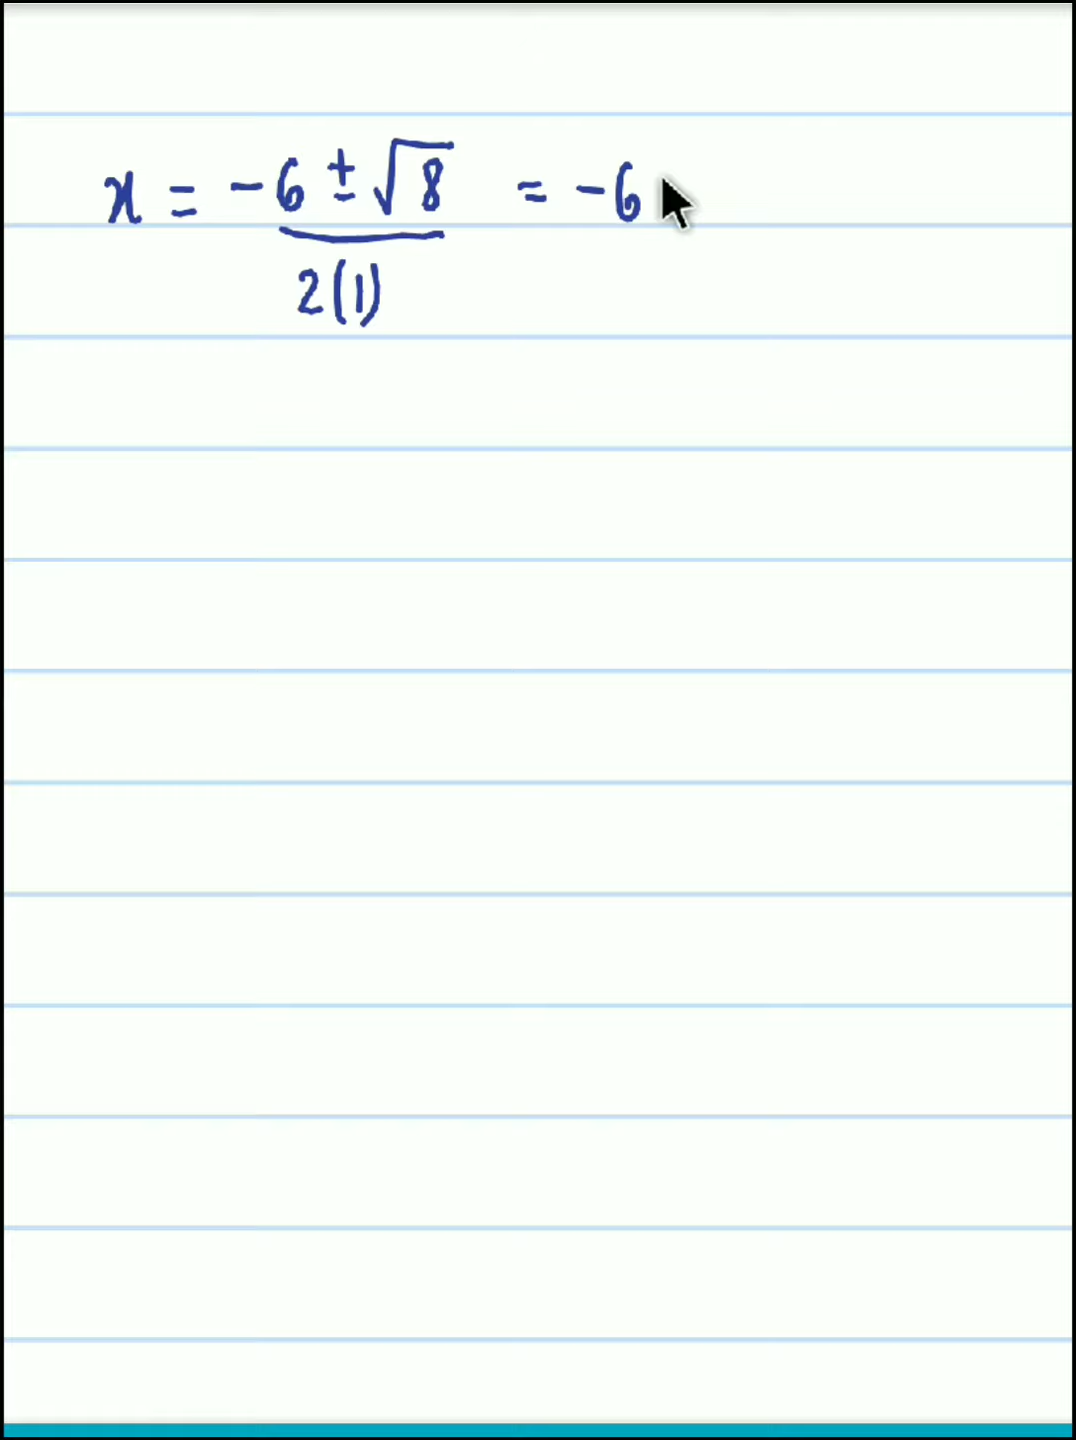 x = -6 ± √8 = -6
2(1)